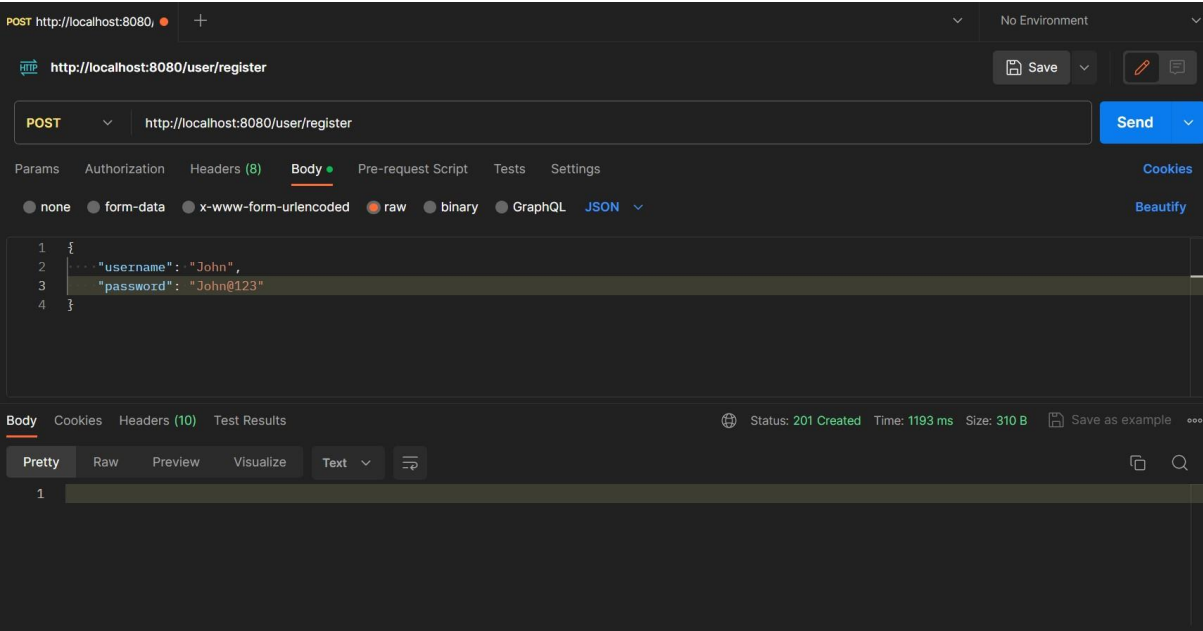 POST http://localhost:8080/
No Environment
HTTP http://localhost:8080/user/register
Save
POST http://localhost:8080/user/register Send
Params Authorization Headers (8) Body Pre-request Script Tests Settings Cookies
none form-data x-www-form-urlencoded raw binary GraphQL JSON Beautify
1 {
2 ····"username":·"John",
3 "password": "John@123"
4 }
Body Cookies Headers (10) Test Results Status: 201 Created Time: 1193 ms Size: 310 B Save as example
Pretty Raw Preview Visualize Text
1